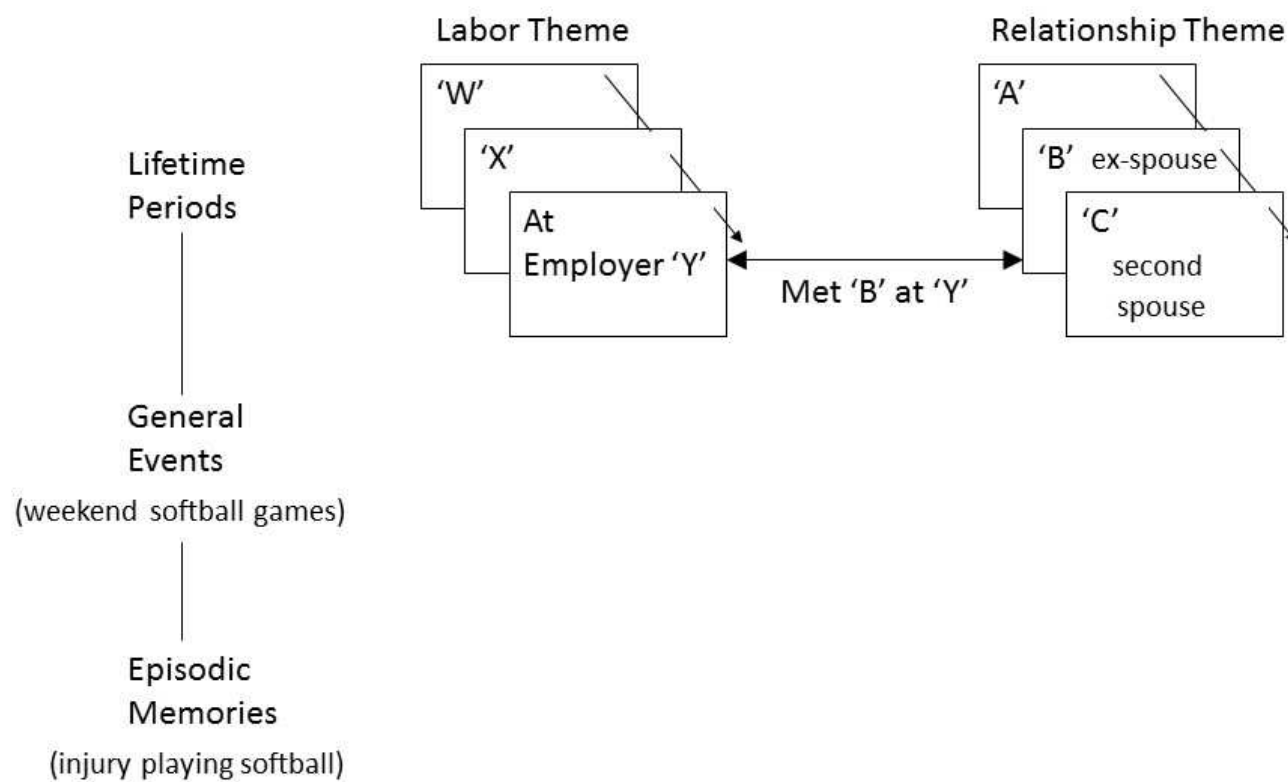 Labor Theme
Relationship Theme
‘W’
‘X’
At
Employer ‘Y’
Met ‘B’ at ‘Y’
‘A’
‘B’ ex-spouse
‘C’
second
spouse
Lifetime
Periods
General
Events
(weekend softball games)
Episodic
Memories
(injury playing softball)